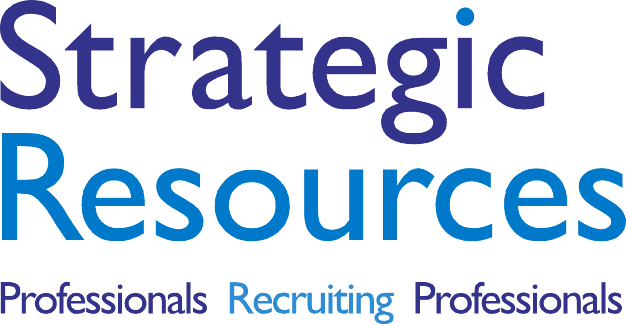 Strategic
Resources
Professionals Recruiting Professionals